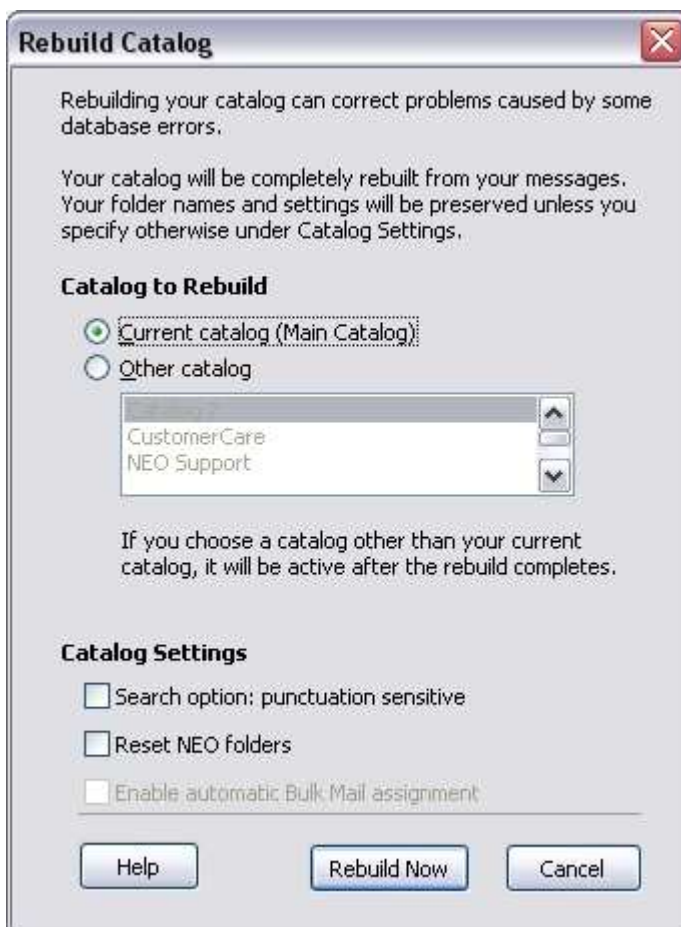 Rebuild Catalog
Rebuilding your catalog can correct problems caused by some
database errors.
Your catalog will be completely rebuilt from your messages.
Your folder names and settings will be preserved unless you
specify otherwise under Catalog Settings.
Catalog to Rebuild
Current catalog (Main Catalog)
Other catalog
CustomerCare
NEO Support
If you choose a catalog other than your current
catalog, it will be active after the rebuild completes.
Catalog Settings
Search option: punctuation sensitive
Reset NEO folders
Enable automatic Bulk Mail assignment
Help
Rebuild Now
Cancel